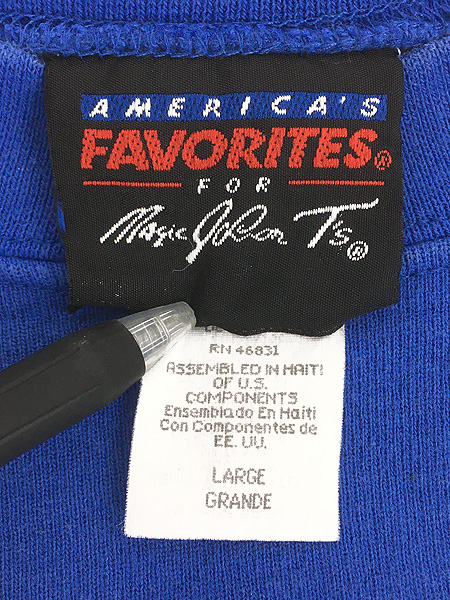 AMERICA'S
FAVORITES®
FOR
Magic Johnson T's®
RN 46831
ASSEMBLED IN HAITI
OF U.S.
COMPONENTS
Ensemblado En Haiti
Con Componentes de
EE. UU.
LARGE
GRANDE